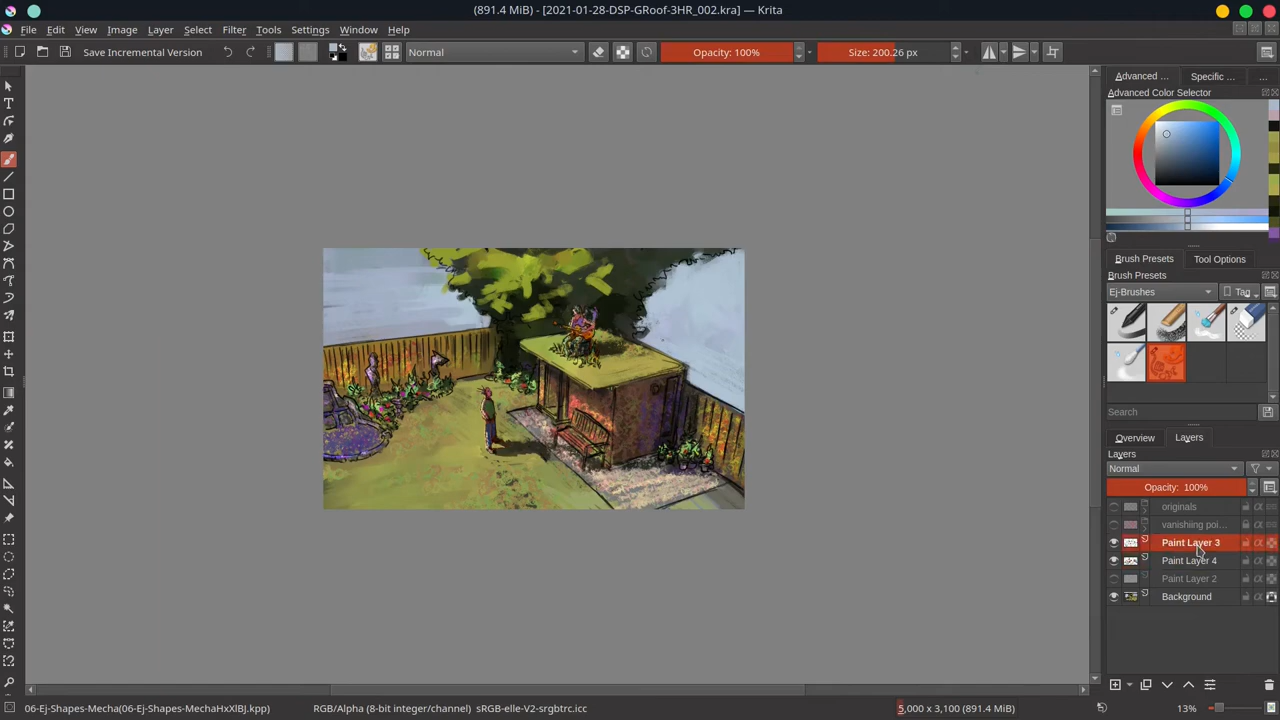 (891.4 MiB) - [2021-01-28-DSP-GRoof-3HR_002.kra] — Krita
File Edit View Image Layer Select Filter Tools Settings Window Help
Save Incremental Version Normal Opacity: 100% Size: 200.26 px
Advanced ... Specific ... ...
Advanced Color Selector
Brush Presets Tool Options
Brush Presets
Ej-Brushes Tag
Search
Overview Layers
Layers
Normal
Opacity: 100%
originals
vanishiing poi...
Paint Layer 3
Paint Layer 4
Paint Layer 2
Background
06-Ej-Shapes-Mecha(06-Ej-Shapes-MechaHxXlBJ.kpp) RGB/Alpha (8-bit integer/channel) sRGB-elle-V2-srgbtrc.icc 5,000 x 3,100 (891.4 MiB) 13%